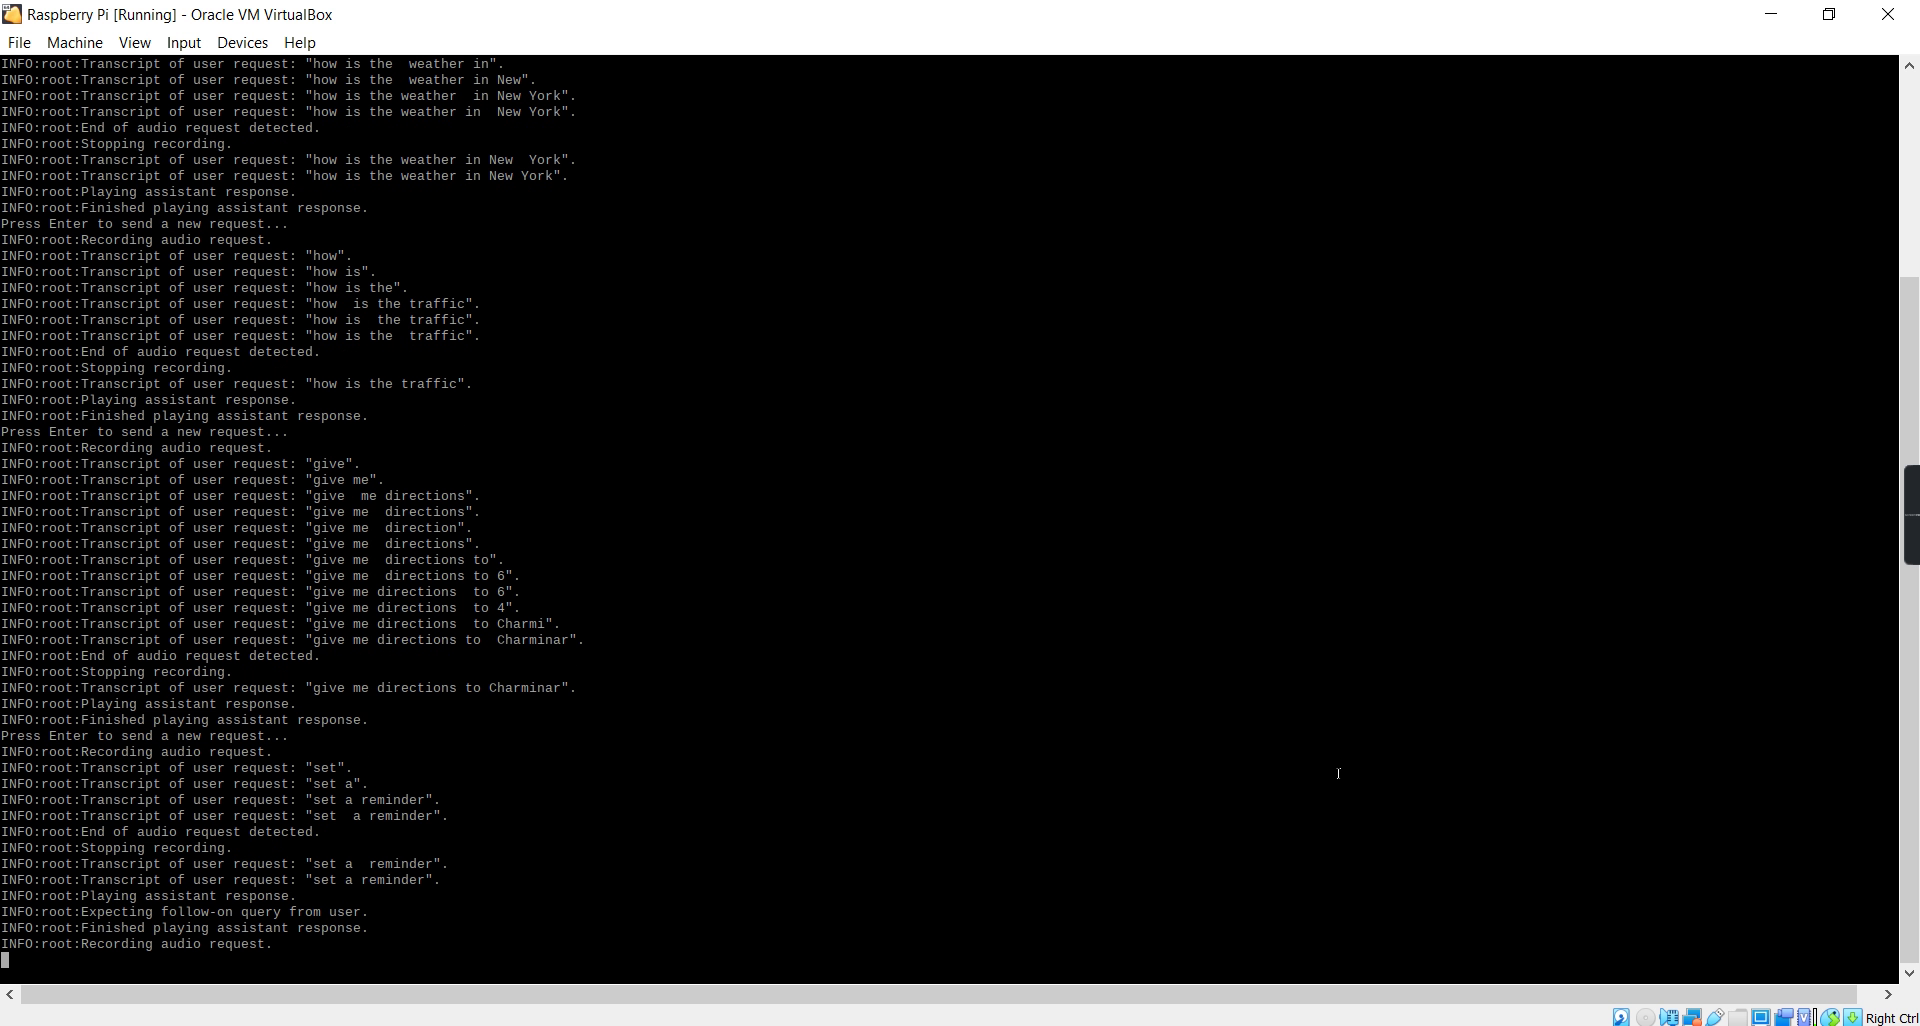 Raspberry Pi [Running] - Oracle VM VirtualBox
File Machine View Input Devices Help
INFO:root:Transcript of user request: "how is the  weather in".
INFO:root:Transcript of user request: "how is the  weather in New".
INFO:root:Transcript of user request: "how is the weather  in New York".
INFO:root:Transcript of user request: "how is the weather in  New York".
INFO:root:End of audio request detected.
INFO:root:Stopping recording.
INFO:root:Transcript of user request: "how is the weather in New  York".
INFO:root:Transcript of user request: "how is the weather in New York".
INFO:root:Playing assistant response.
INFO:root:Finished playing assistant response.
Press Enter to send a new request...
INFO:root:Recording audio request.
INFO:root:Transcript of user request: "how".
INFO:root:Transcript of user request: "how is".
INFO:root:Transcript of user request: "how is the".
INFO:root:Transcript of user request: "how  is the traffic".
INFO:root:Transcript of user request: "how is  the traffic".
INFO:root:Transcript of user request: "how is the  traffic".
INFO:root:End of audio request detected.
INFO:root:Stopping recording.
INFO:root:Transcript of user request: "how is the traffic".
INFO:root:Playing assistant response.
INFO:root:Finished playing assistant response.
Press Enter to send a new request...
INFO:root:Recording audio request.
INFO:root:Transcript of user request: "give".
INFO:root:Transcript of user request: "give me".
INFO:root:Transcript of user request: "give  me directions".
INFO:root:Transcript of user request: "give me  directions".
INFO:root:Transcript of user request: "give me  direction".
INFO:root:Transcript of user request: "give me  directions".
INFO:root:Transcript of user request: "give me  directions to".
INFO:root:Transcript of user request: "give me  directions to 6".
INFO:root:Transcript of user request: "give me directions  to 6".
INFO:root:Transcript of user request: "give me directions  to 4".
INFO:root:Transcript of user request: "give me directions  to Charmi".
INFO:root:Transcript of user request: "give me directions to  Charminar".
INFO:root:End of audio request detected.
INFO:root:Stopping recording.
INFO:root:Transcript of user request: "give me directions to Charminar".
INFO:root:Playing assistant response.
INFO:root:Finished playing assistant response.
Press Enter to send a new request...
INFO:root:Recording audio request.
INFO:root:Transcript of user request: "set".
INFO:root:Transcript of user request: "set a".
INFO:root:Transcript of user request: "set a reminder".
INFO:root:Transcript of user request: "set  a reminder".
INFO:root:End of audio request detected.
INFO:root:Stopping recording.
INFO:root:Transcript of user request: "set a  reminder".
INFO:root:Transcript of user request: "set a reminder".
INFO:root:Playing assistant response.
INFO:root:Expecting follow-on query from user.
INFO:root:Finished playing assistant response.
INFO:root:Recording audio request.
Right Ctrl